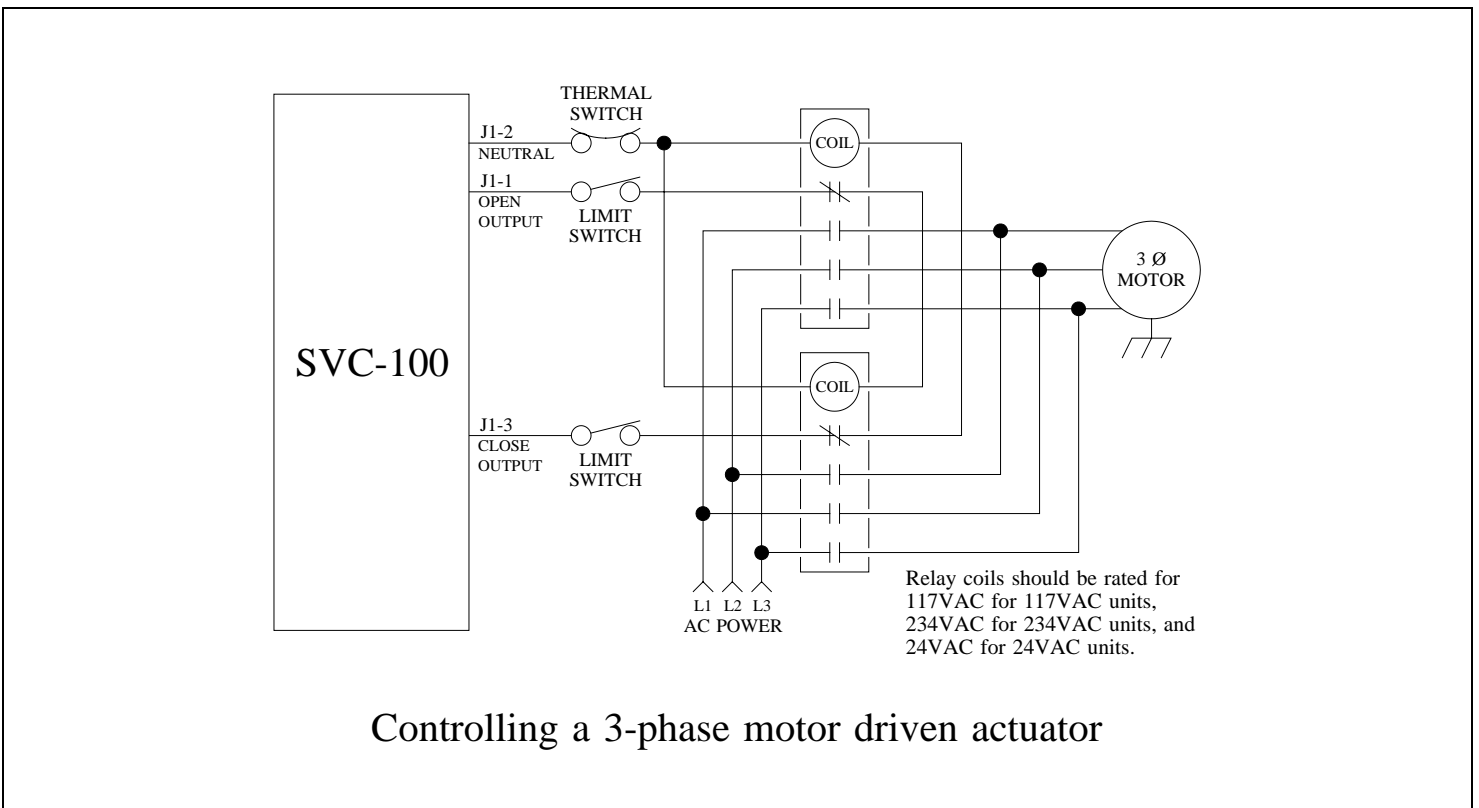 THERMAL
SWITCH
J1-2
NEUTRAL
COIL
J1-1
OPEN
OUTPUT
LIMIT
SWITCH
3 Ø
MOTOR
SVC-100
COIL
J1-3
CLOSE
OUTPUT
LIMIT
SWITCH
L1 L2 L3
AC POWER
Relay coils should be rated for
117VAC for 117VAC units,
234VAC for 234VAC units, and
24VAC for 24VAC units.
Controlling a 3-phase motor driven actuator